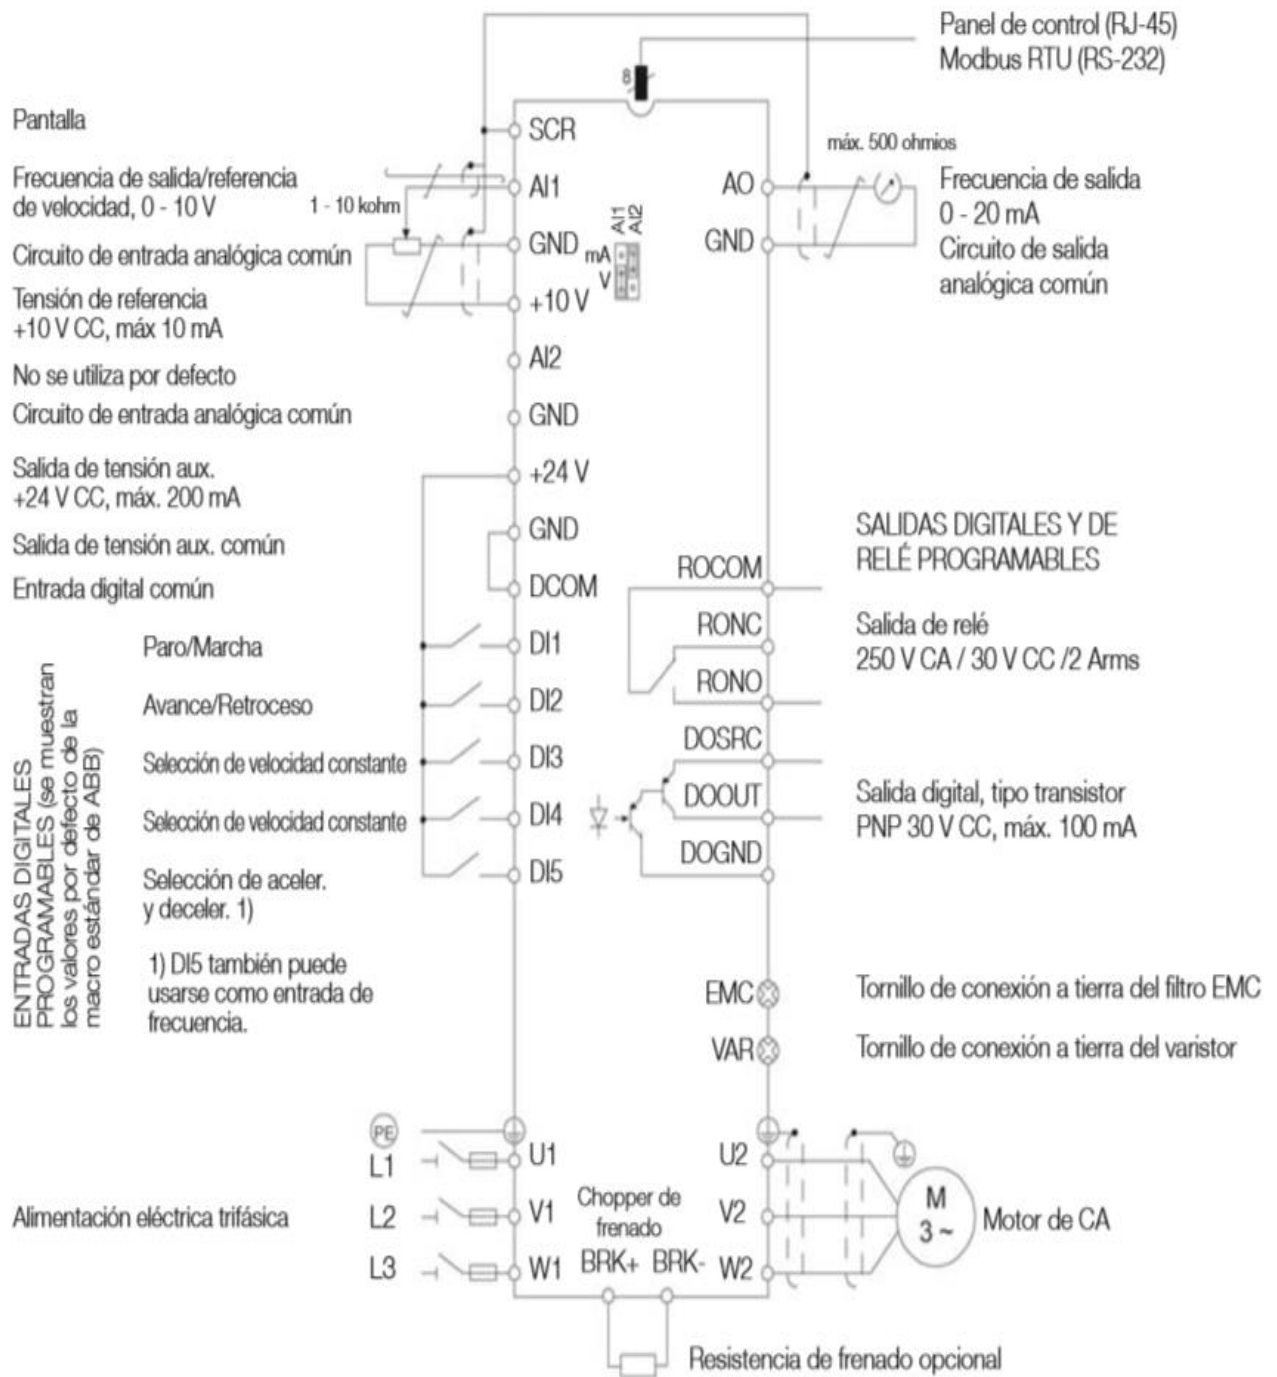 Panel de control (RJ-45)
Modbus RTU (RS-232)
8
Pantalla
SCR
máx. 500 ohmios
Frecuencia de salida/referencia
de velocidad, 0 - 10 V
1 - 10 kohm
AI1
AI1
AI2
AO
Frecuencia de salida
0 - 20 mA
Circuito de entrada analógica común
GND
mA
V
GND
Circuito de salida
analógica común
Tensión de referencia
+10 V CC, máx 10 mA
+10 V
No se utiliza por defecto
AI2
Circuito de entrada analógica común
GND
Salida de tensión aux.
+24 V CC, máx. 200 mA
+24 V
Salida de tensión aux. común
GND
Entrada digital común
DCOM
SALIDAS DIGITALES Y DE
RELÉ PROGRAMABLES
ROCOM
RONC
RONO
Salida de relé
250 V CA / 30 V CC /2 Arms
DOSRC
DOOUT
DOGND
Salida digital, tipo transistor
PNP 30 V CC, máx. 100 mA
ENTRADAS DIGITALES
PROGRAMABLES (se muestran
los valores por defecto de la
macro estándar de ABB)
Paro/Marcha
DI1
Avance/Retroceso
DI2
Selección de velocidad constante
DI3
Selección de velocidad constante
DI4
Selección de aceler.
y deceler. 1)
DI5
1) DI5 también puede
usarse como entrada de
frecuencia.
EMC
Tornillo de conexión a tierra del filtro EMC
VAR
Tornillo de conexión a tierra del varistor
PE
L1
U1
U2
Alimentación eléctrica trifásica
L2
V1
Chopper de
frenado
V2
M
3 ~
Motor de CA
L3
W1
BRK+
BRK-
W2
Resistencia de frenado opcional